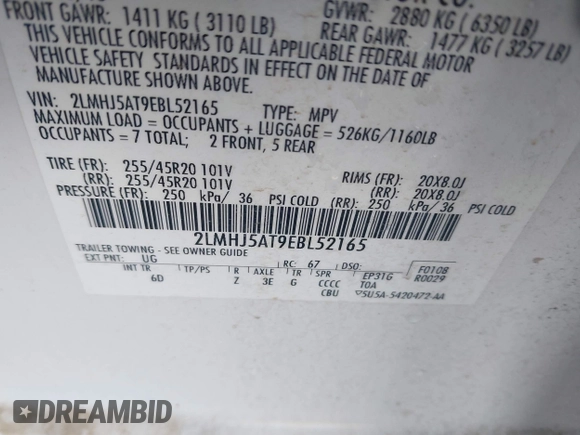 FRONT GAWR: 1411 KG ( 3110 LB)
GVWR: 2880 KG ( 6350 LB)
REAR GAWR: 1477 KG ( 3257 LB)
THIS VEHICLE CONFORMS TO ALL APPLICABLE FEDERAL MOTOR
VEHICLE SAFETY STANDARDS IN EFFECT ON THE DATE OF
MANUFACTURE SHOWN ABOVE.
VIN: 2LMHJ5AT9EBL52165 TYPE: MPV
MAXIMUM LOAD = OCCUPANTS + LUGGAGE = 526KG/1160LB
OCCUPANTS = 7 TOTAL; 2 FRONT, 5 REAR
TIRE (FR): 255/45R20 101V RIMS (FR): 20X8.0J
(RR): 255/45R20 101V (RR): 20X8.0J
PRESSURE (FR): 250 kPa/ 36 PSI COLD (RR): 250 kPa/ 36 PSI COLD
2LMHJ5AT9EBL52165
TRAILER TOWING - SEE OWNER GUIDE
EXT PNT: UG RC: 67 DSO:
INT TR TP/PS R AXLE TR SPR EP31G F0108
6D Z 3E G CCCC TOA R0029
CBU 5U5A-5420472-AA
DREAMBID